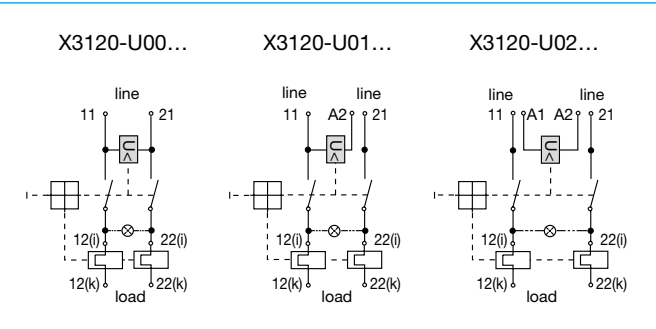 X3120-U00… X3120-U01… X3120-U02…
line line line line line
11 21 11 A2 21 11 A1 A2 21
U< U< U<
I I I
12(i) 22(i) 12(i) 22(i) 12(i) 22(i)
12(k) 22(k) 12(k) 22(k) 12(k) 22(k)
load load load